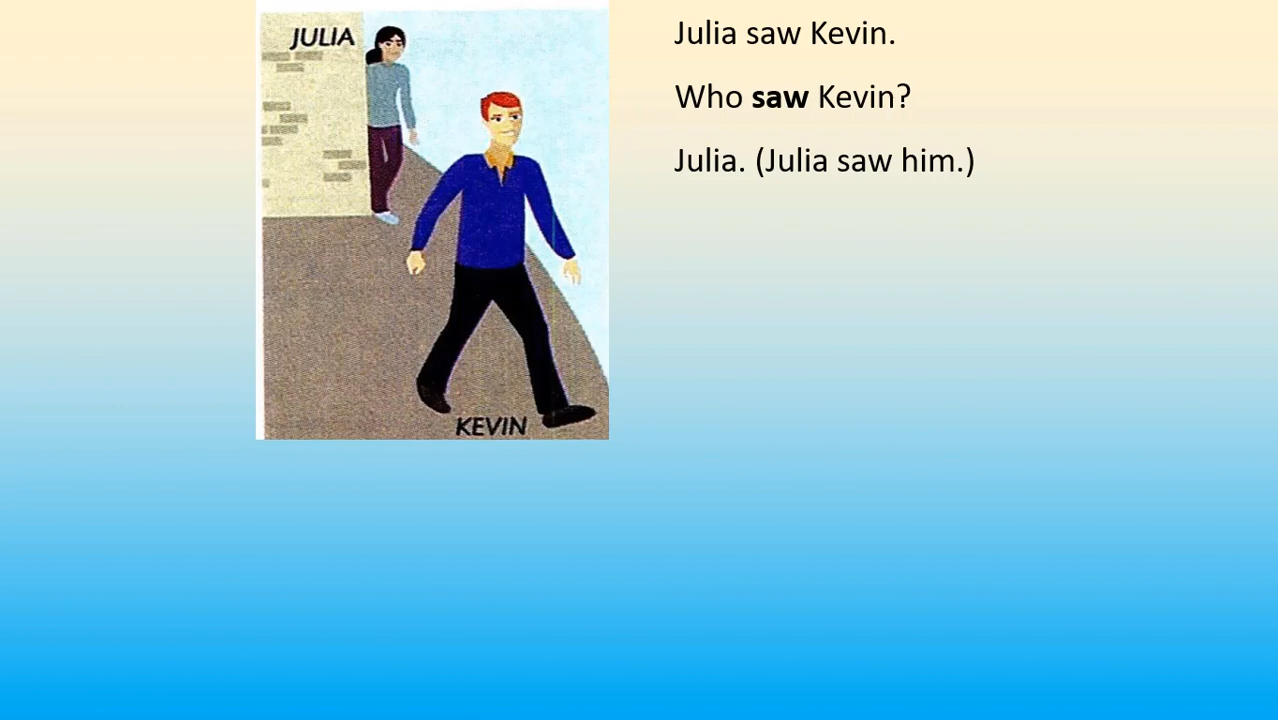 JULIA
KEVIN
Julia saw Kevin.
Who saw Kevin?
Julia. (Julia saw him.)